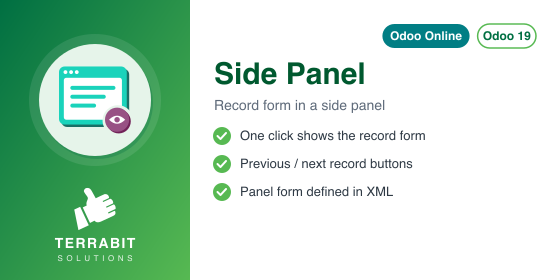 Odoo Online
Odoo 19
Side Panel
Record form in a side panel
One click shows the record form
Previous / next record buttons
Panel form defined in XML
TERRABIT
SOLUTIONS